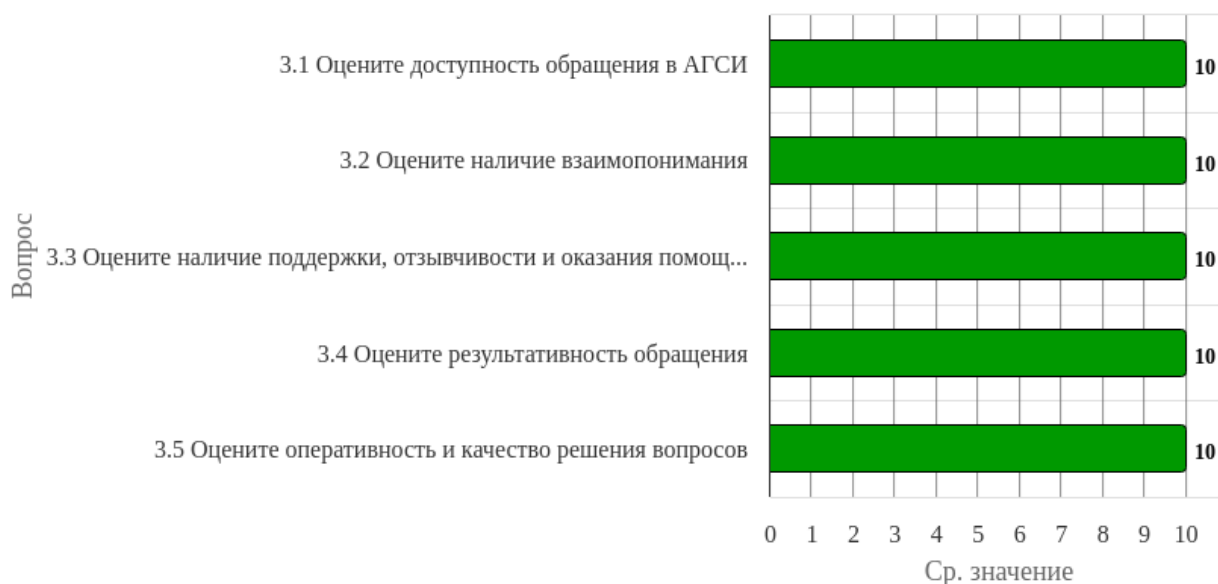 3.1 Оцените доступность обращения в АГСИ
10
3.2 Оцените наличие взаимопонимания
10
Вопрос
3.3 Оцените наличие поддержки, отзывчивости и оказания помощ...
10
3.4 Оцените результативность обращения
10
3.5 Оцените оперативность и качество решения вопросов
10
0 1 2 3 4 5 6 7 8 9 10
Ср. значение